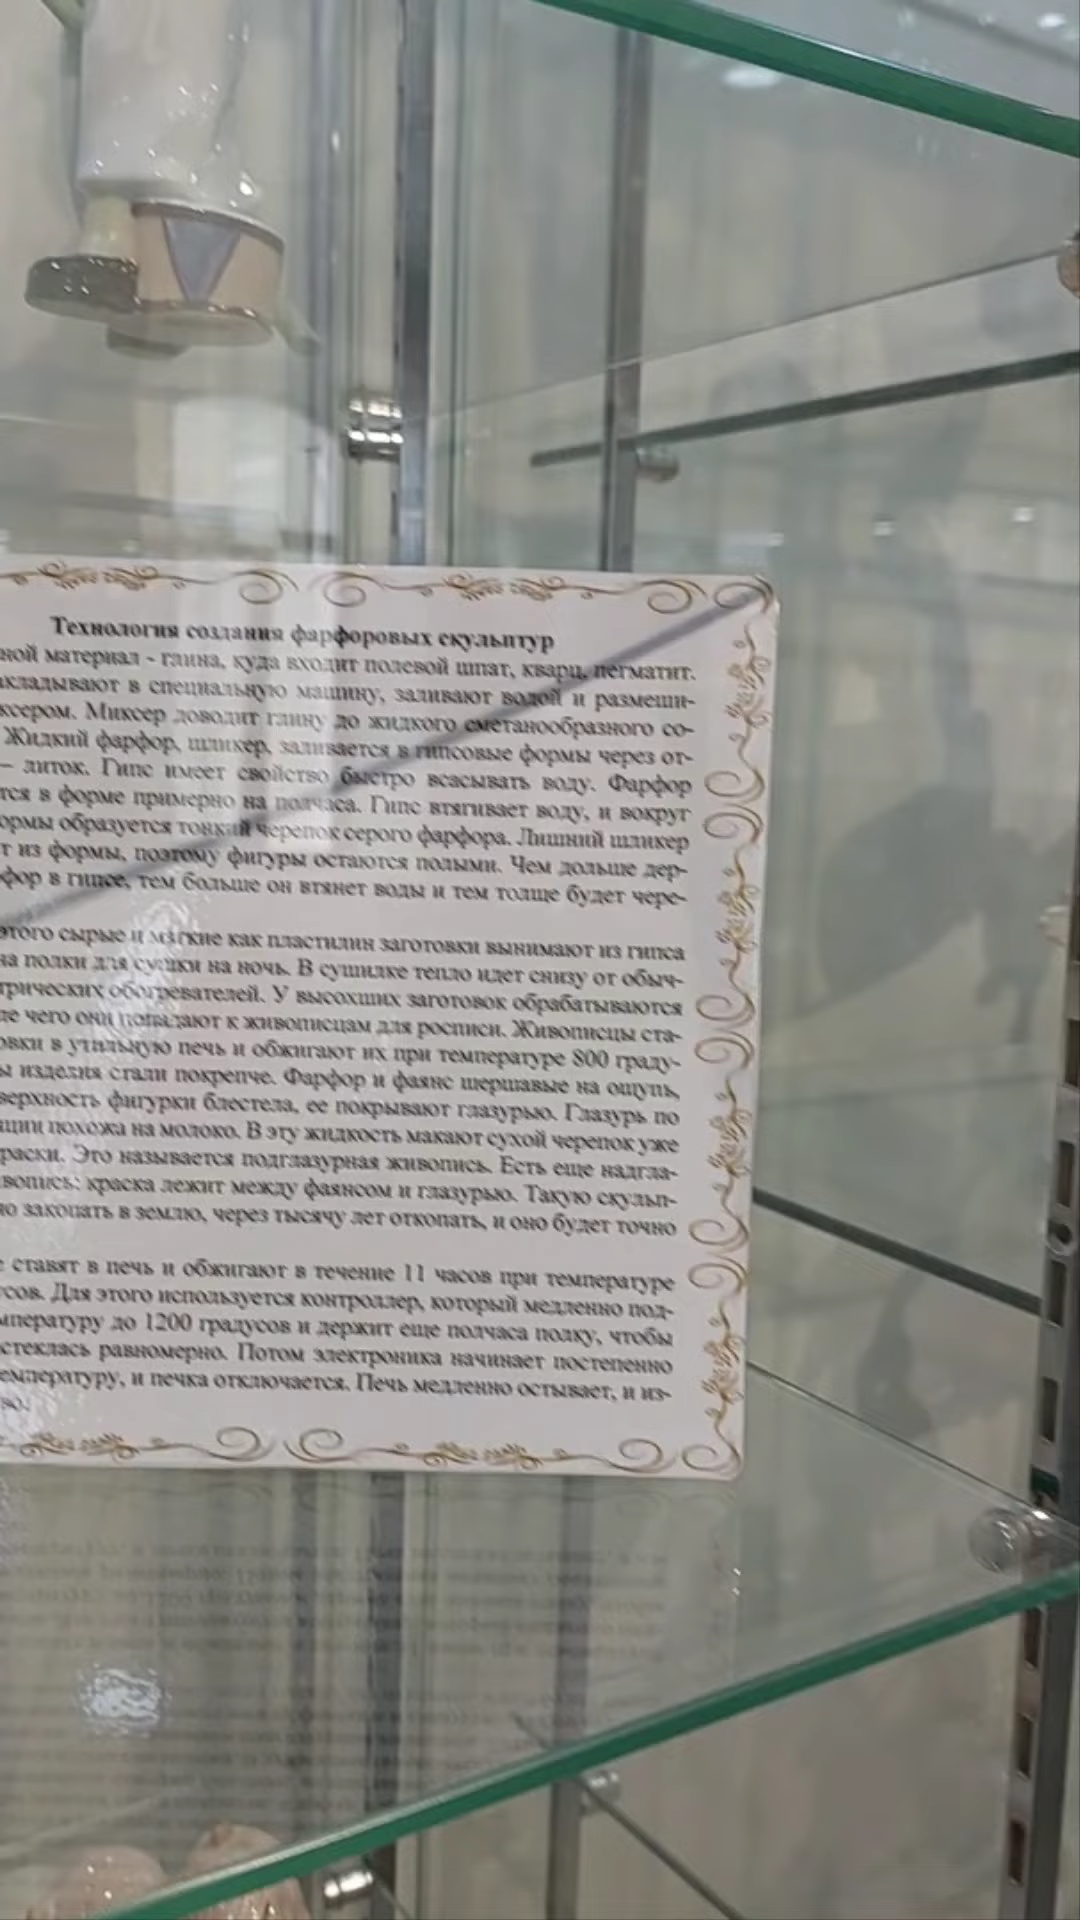 Технология создания фарфоровых скульптур
ной материал - глина, куда входит полевой шпат, кварц, пегматит.
кладывают в специальную машину, заливают водой и размеши-
ксером. Миксер доводит глину до жидкого сметанообразного со-
Жидкий фарфор, шликер, заливается в гипсовые формы через от-
– литок. Гипс имеет свойство быстро всасывать воду. Фарфор
тся в форме примерно на полчаса. Гипс втягивает воду, и вокруг
ормы образуется тонкий черепок серого фарфора. Лишний шликер
т из формы, поэтому фигуры остаются полыми. Чем дольше дер-
фор в гипсе, тем больше он втянет воды и тем толще будет чере-
этого сырые и мягкие как пластилин заготовки вынимают из гипса
на полки для сушки на ночь. В сушилке тепло идет снизу от обыч-
трических обогревателей. У высохших заготовок обрабатываются
ле чего они попадают к живописцам для росписи. Живописцы ста-
овки в утильную печь и обжигают их при температуре 800 граду-
ы изделия стали покрепче. Фарфор и фаянс шершавые на ощупь,
верхность фигурки блестела, ее покрывают глазурью. Глазурь по
ции похожа на молоко. В эту жидкость макают сухой черепок уже
раски. Это называется подглазурная живопись. Есть еще надгла-
вопись: краска лежит между фаянсом и глазурью. Такую скульп-
но закопать в землю, через тысячу лет откопать, и оно будет точно
ставят в печь и обжигают в течение 11 часов при температуре
усов. Для этого используется контроллер, который медленно под-
мпературу до 1200 градусов и держит еще полчаса полку, чтобы
стеклась равномерно. Потом электроника начинает постепенно
емпературу, и печка отключается. Печь медленно остывает, и из-
во.